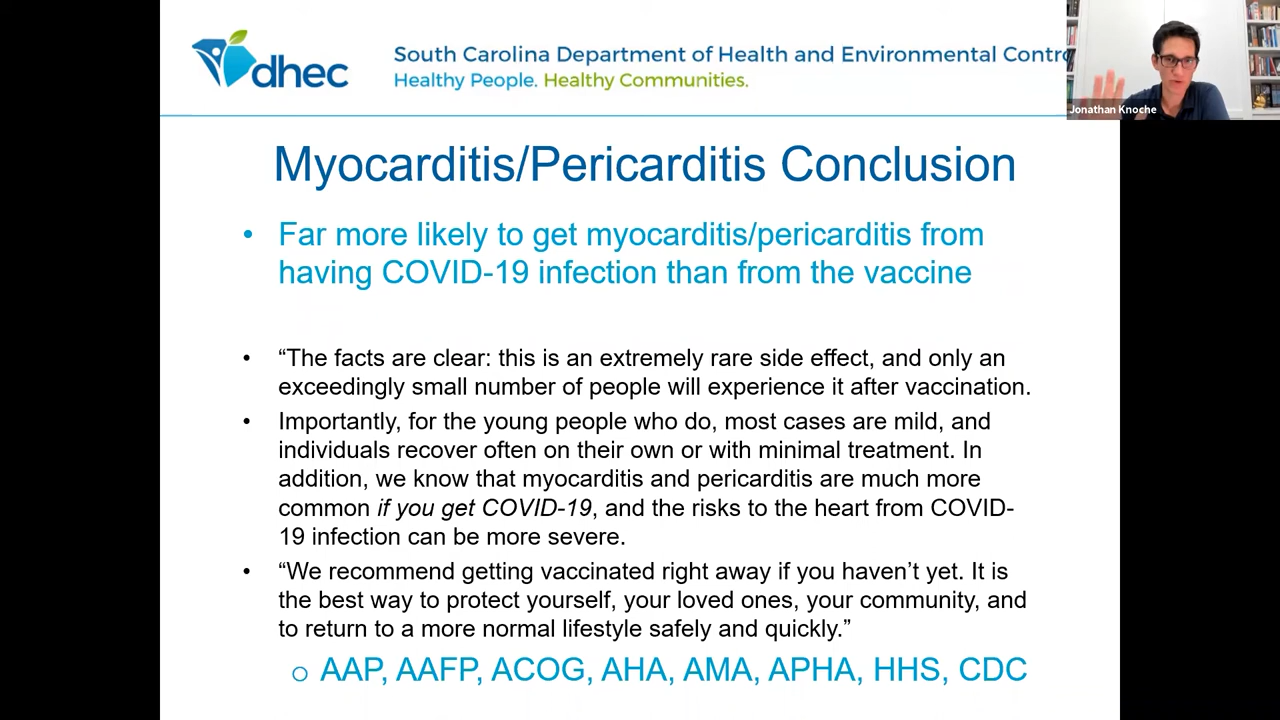 dhec
South Carolina Department of Health and Environmental Contro
Healthy People. Healthy Communities.
Jonathan Knoche
Myocarditis/Pericarditis Conclusion
• Far more likely to get myocarditis/pericarditis from
having COVID-19 infection than from the vaccine
• “The facts are clear: this is an extremely rare side effect, and only an
exceedingly small number of people will experience it after vaccination.
• Importantly, for the young people who do, most cases are mild, and
individuals recover often on their own or with minimal treatment. In
addition, we know that myocarditis and pericarditis are much more
common if you get COVID-19, and the risks to the heart from COVID-
19 infection can be more severe.
• “We recommend getting vaccinated right away if you haven’t yet. It is
the best way to protect yourself, your loved ones, your community, and
to return to a more normal lifestyle safely and quickly.”
o AAP, AAFP, ACOG, AHA, AMA, APHA, HHS, CDC